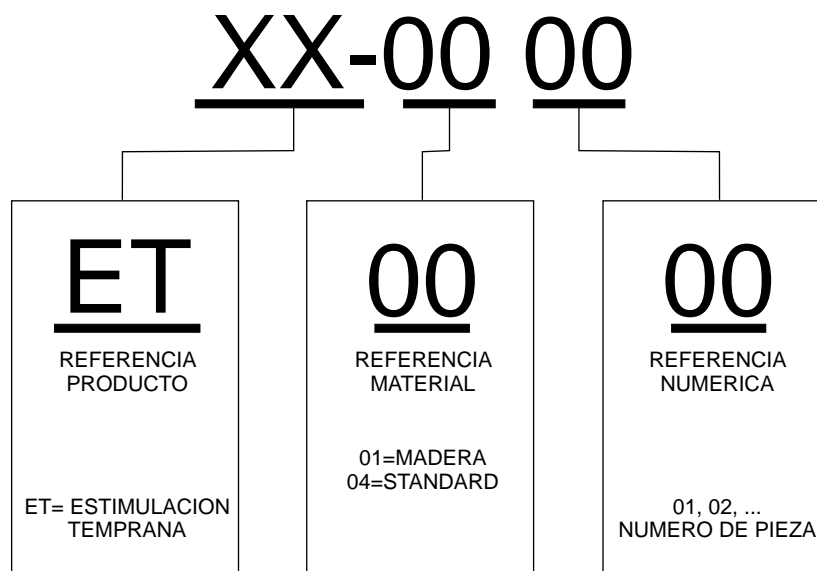 XX-00 00
ET
REFERENCIA
PRODUCTO
ET= ESTIMULACION
TEMPRANA
00
REFERENCIA
MATERIAL
01=MADERA
04=STANDARD
00
REFERENCIA
NUMERICA
01, 02, ...
NUMERO DE PIEZA